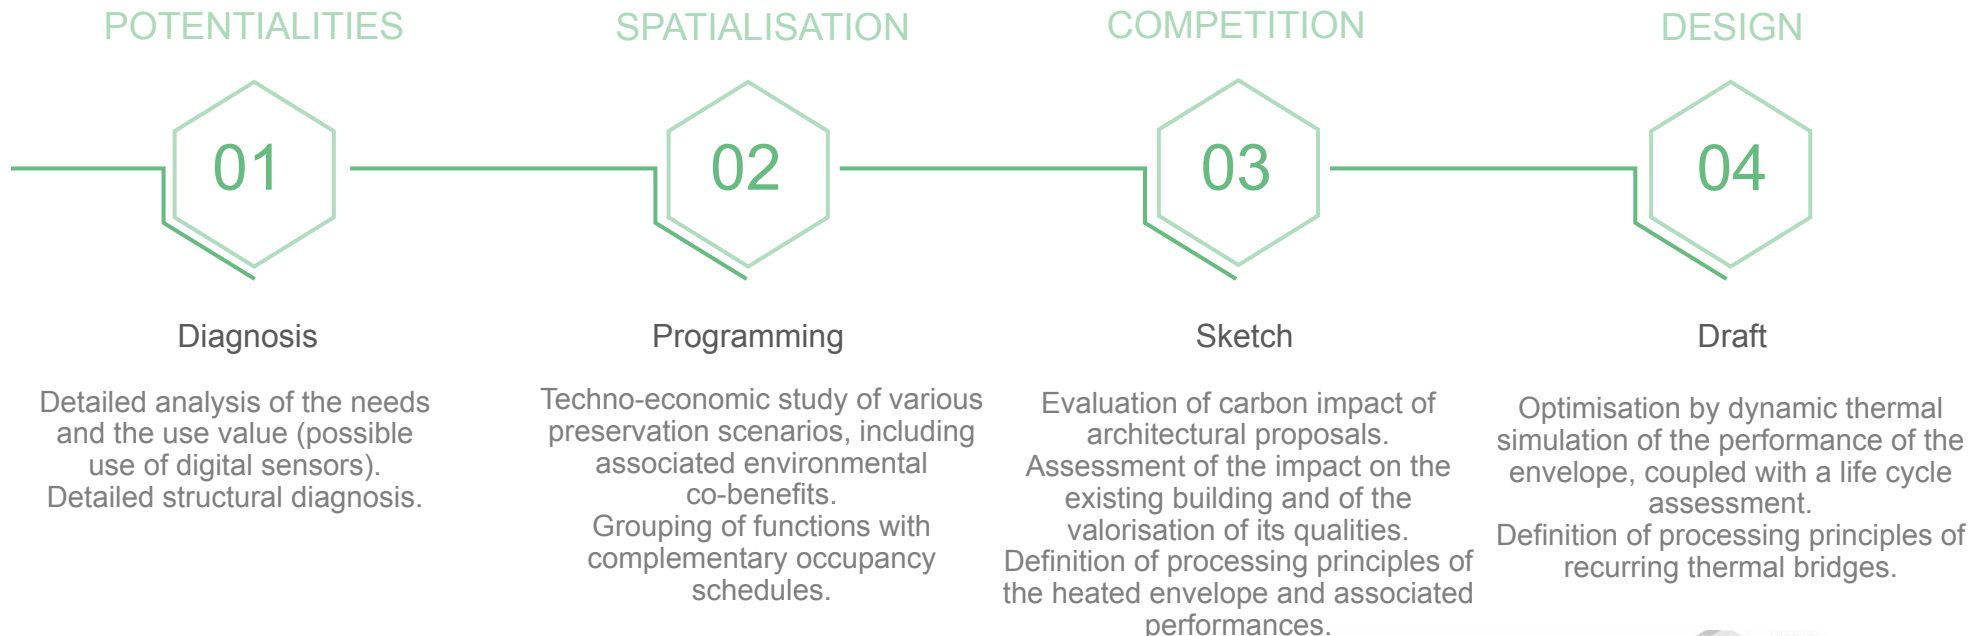 POTENTIALITIES
01
Diagnosis
Detailed analysis of the needs
and the use value (possible
use of digital sensors).
Detailed structural diagnosis.
SPATIALISATION
02
Programming
Techno-economic study of various
preservation scenarios, including
associated environmental
co-benefits.
Grouping of functions with
complementary occupancy
schedules.
COMPETITION
03
Sketch
Evaluation of carbon impact of
architectural proposals.
Assessment of the impact on the
existing building and of the
valorisation of its qualities.
Definition of processing principles of
the heated envelope and associated
performances.
DESIGN
04
Draft
Optimisation by dynamic thermal
simulation of the performance of the
envelope, coupled with a life cycle
assessment.
Definition of processing principles of
recurring thermal bridges.